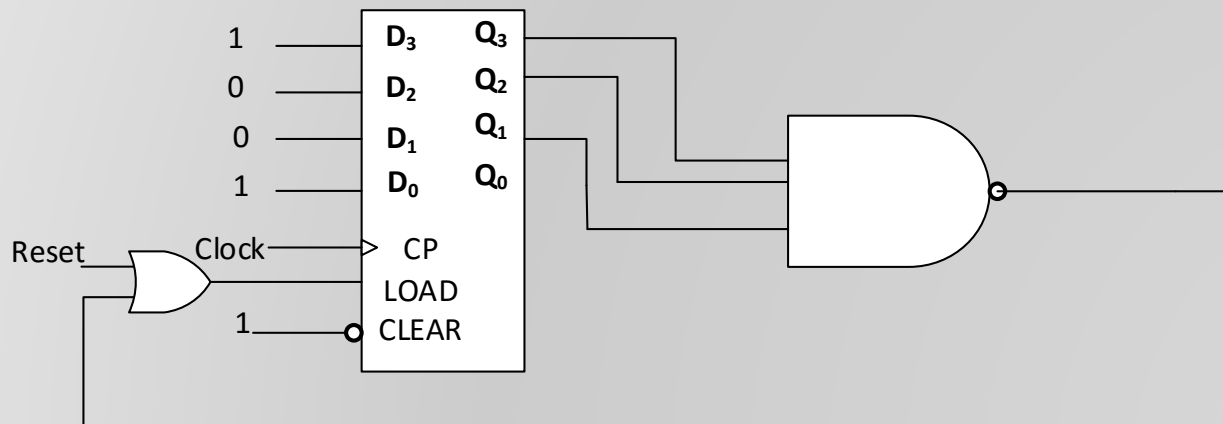 1 D₃ Q₃
0 D₂ Q₂
0 D₁ Q₁
1 D₀ Q₀
Reset Clock CP
LOAD
1 CLEAR